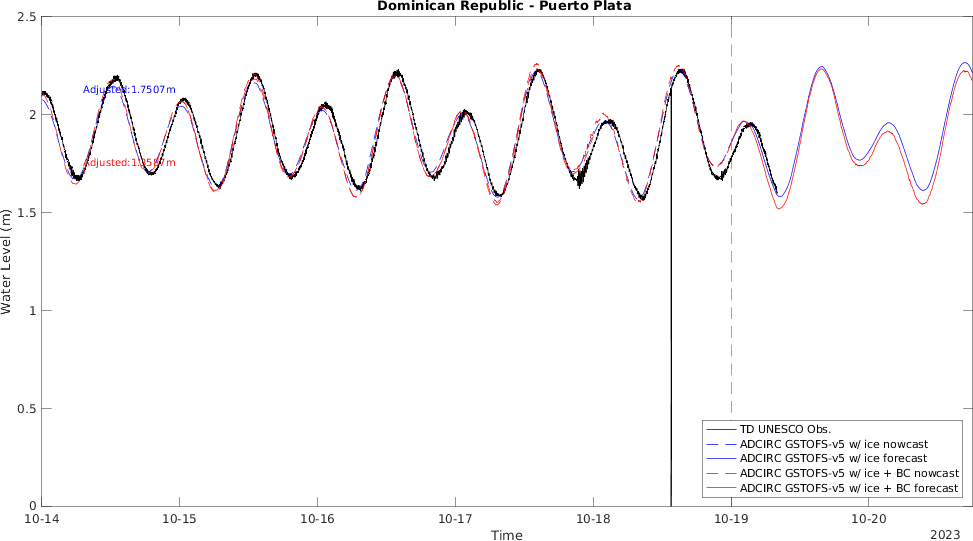 Dominican Republic - Puerto Plata
2.5
2
1.5
1
0.5
0
Water Level (m)
Adjusted:1.7507m
TD UNESCO Obs.
ADCIRC GSTOFS-v5 w/ ice nowcast
ADCIRC GSTOFS-v5 w/ ice forecast
ADCIRC GSTOFS-v5 w/ ice + BC nowcast
ADCIRC GSTOFS-v5 w/ ice + BC forecast
10-14
10-15
10-16
10-17
10-18
10-19
10-20
Time
2023